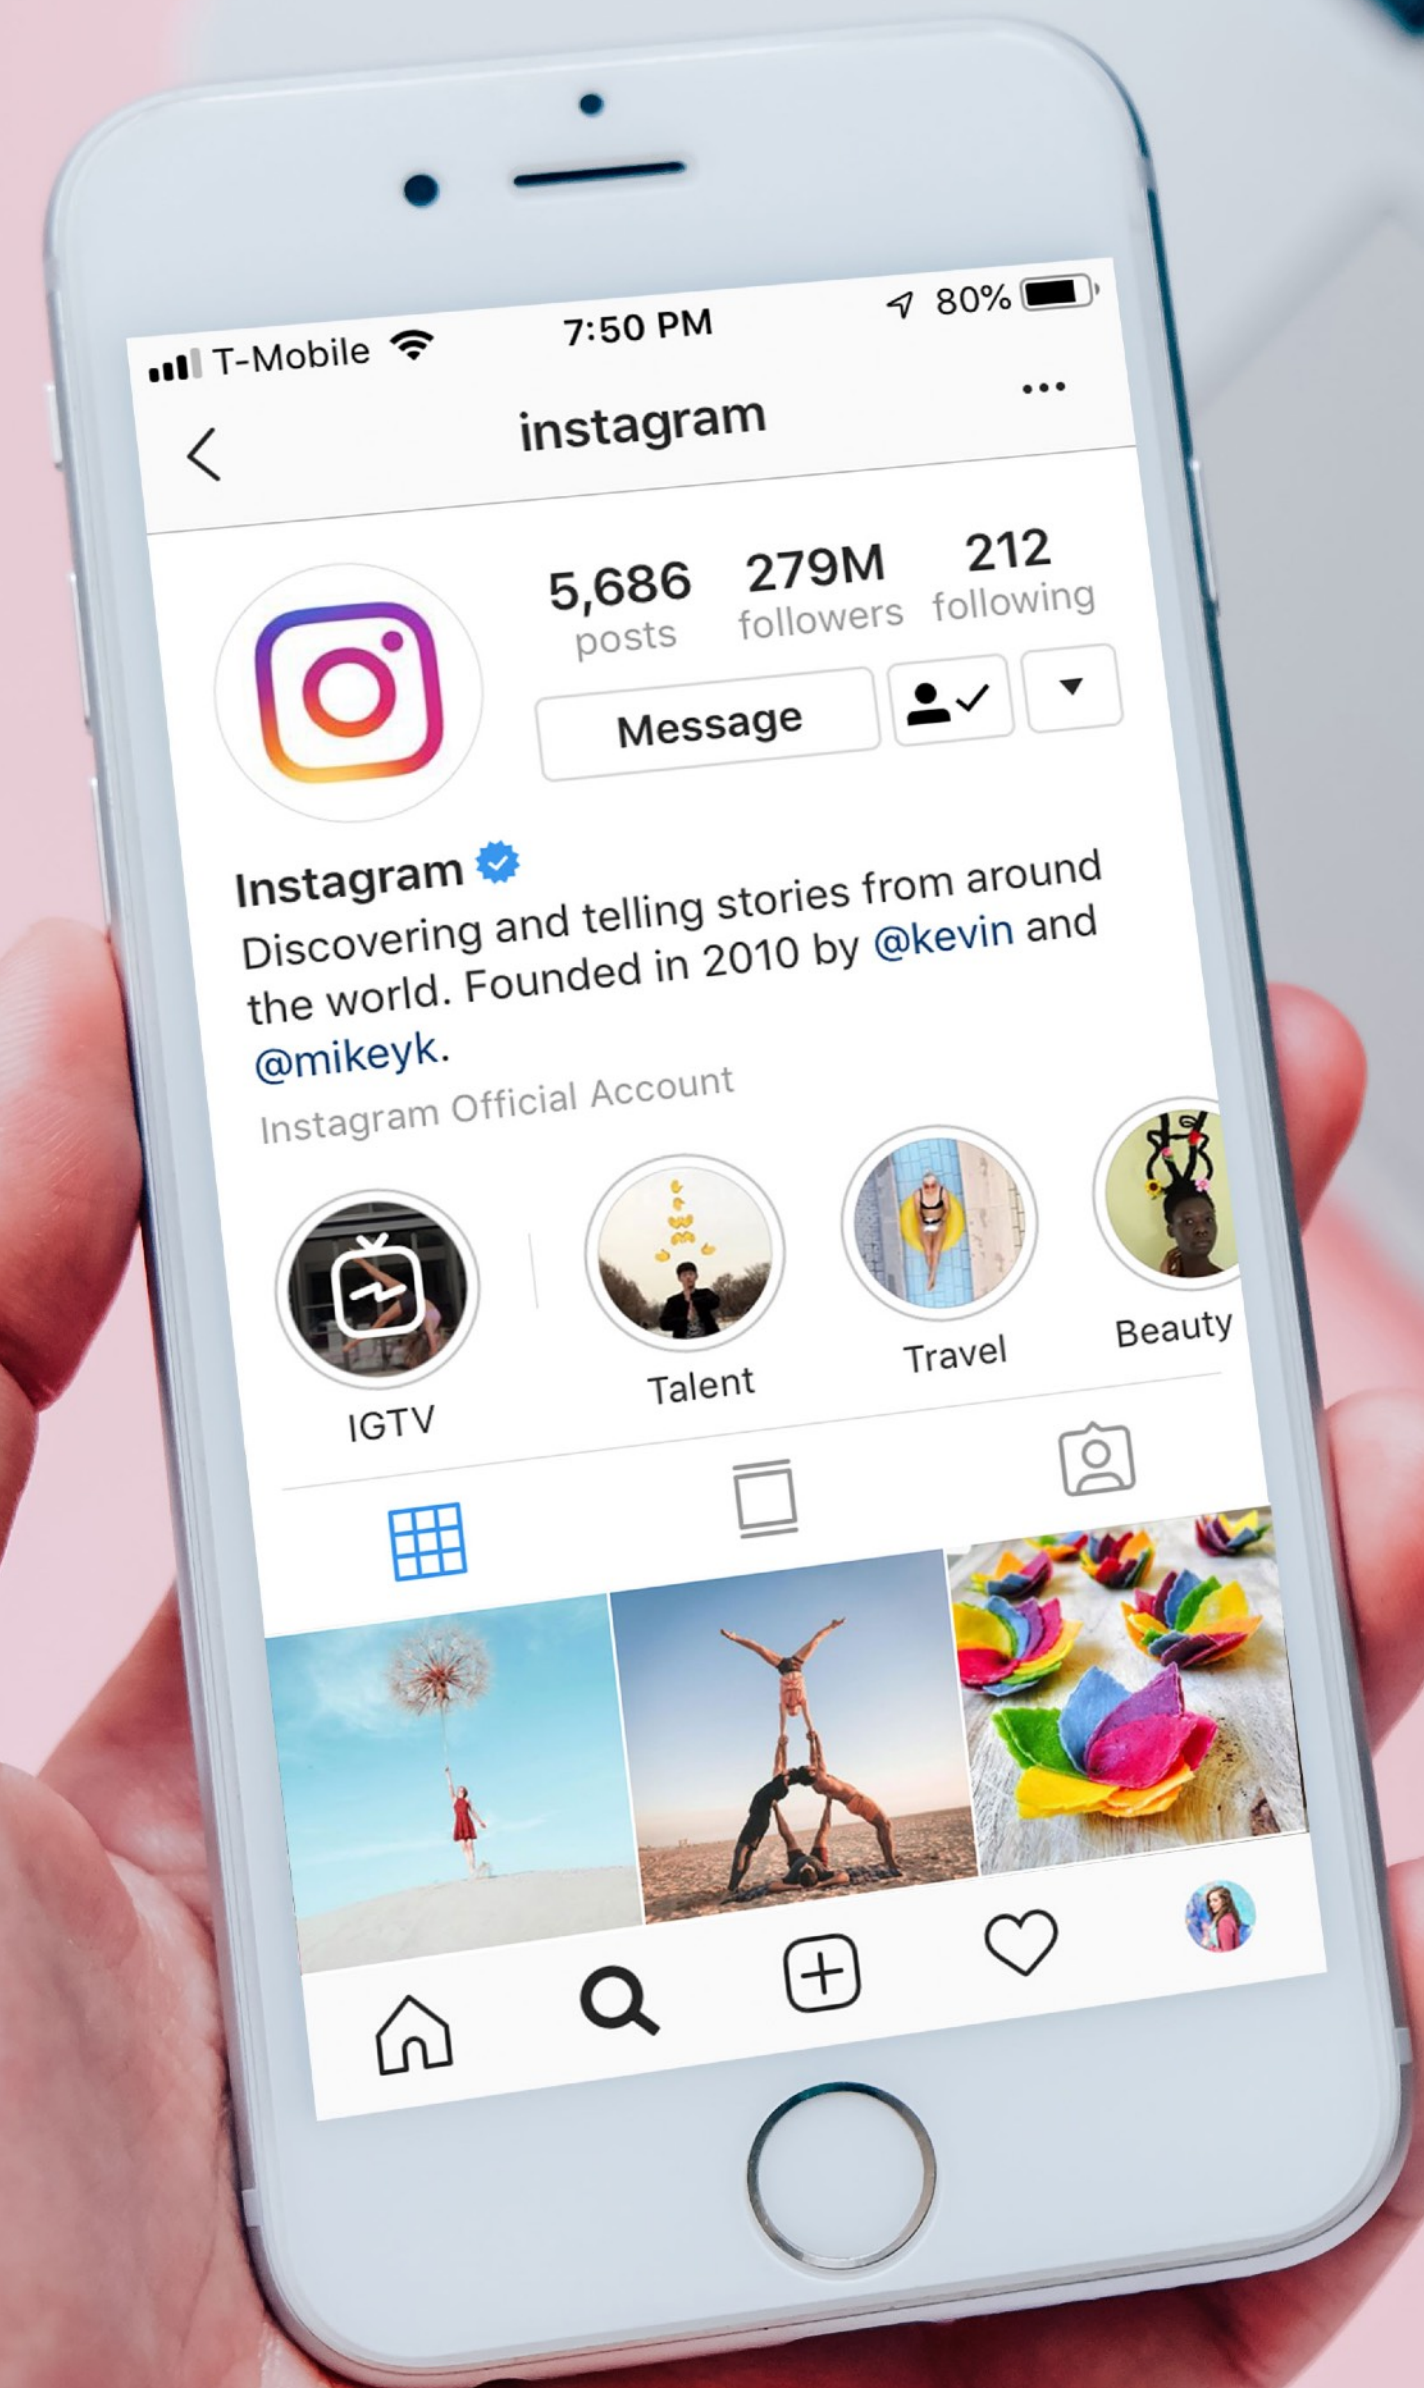 T-Mobile 7:50 PM 80%
instagram
5,686 279M 212
posts followers following
Message
Instagram
Discovering and telling stories from around
the world. Founded in 2010 by @kevin and
@mikeyk.
Instagram Official Account
IGTV Talent Travel Beauty